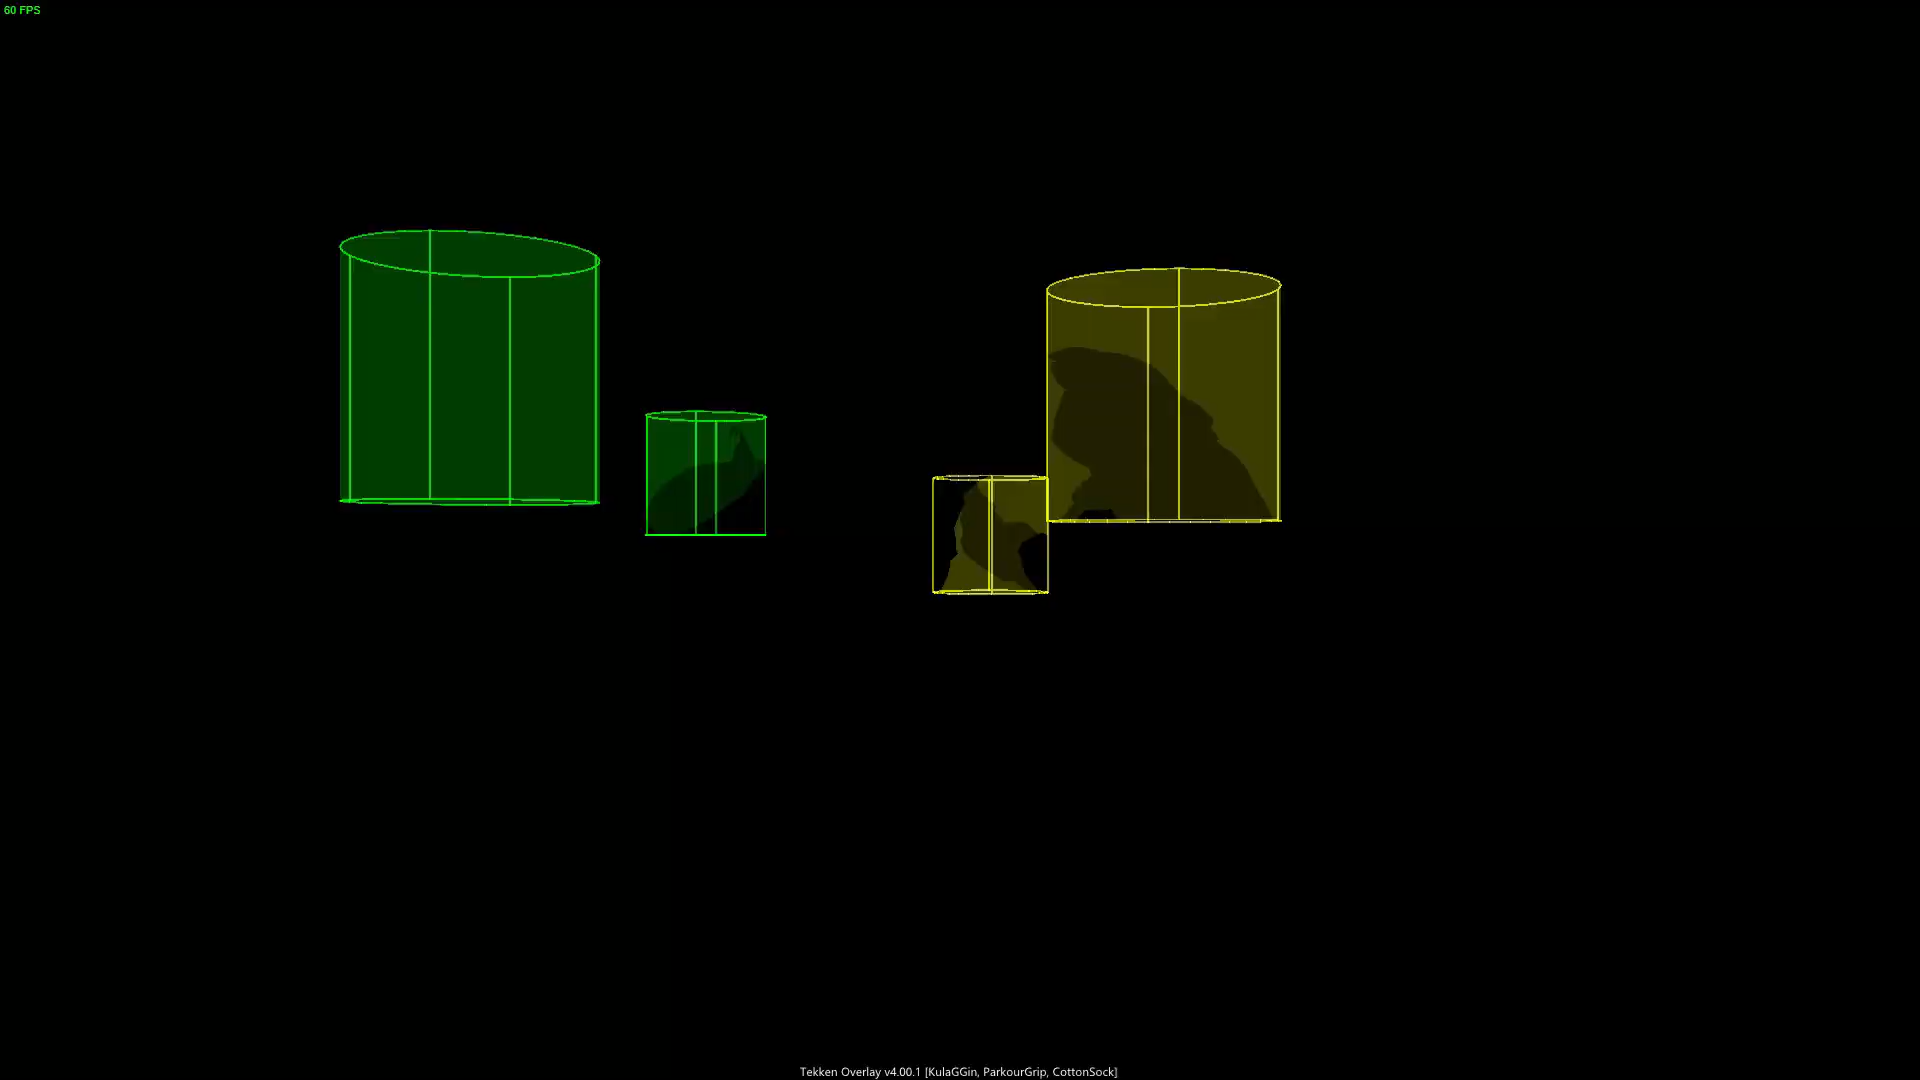 60 FPS
Tekken Overlay v4.00.1 [KulaGGin, ParkourGrip, CottonSock]